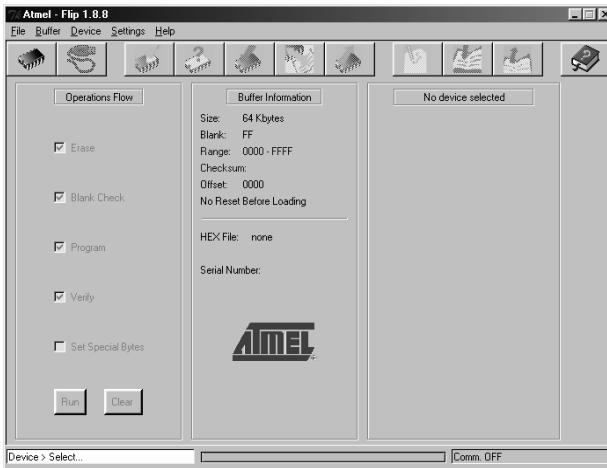 Atmel - Flip 1.8.8
File Buffer Device Settings Help
Operations Flow
Erase
Blank Check
Program
Verify
Set Special Bytes
Run Clear
Buffer Information
Size: 64 Kbytes
Blank: FF
Range: 0000 - FFFF
Checksum:
Offset: 0000
No Reset Before Loading
HEX File: none
Serial Number:
ATMEL
No device selected
Device > Select...
Comm. OFF